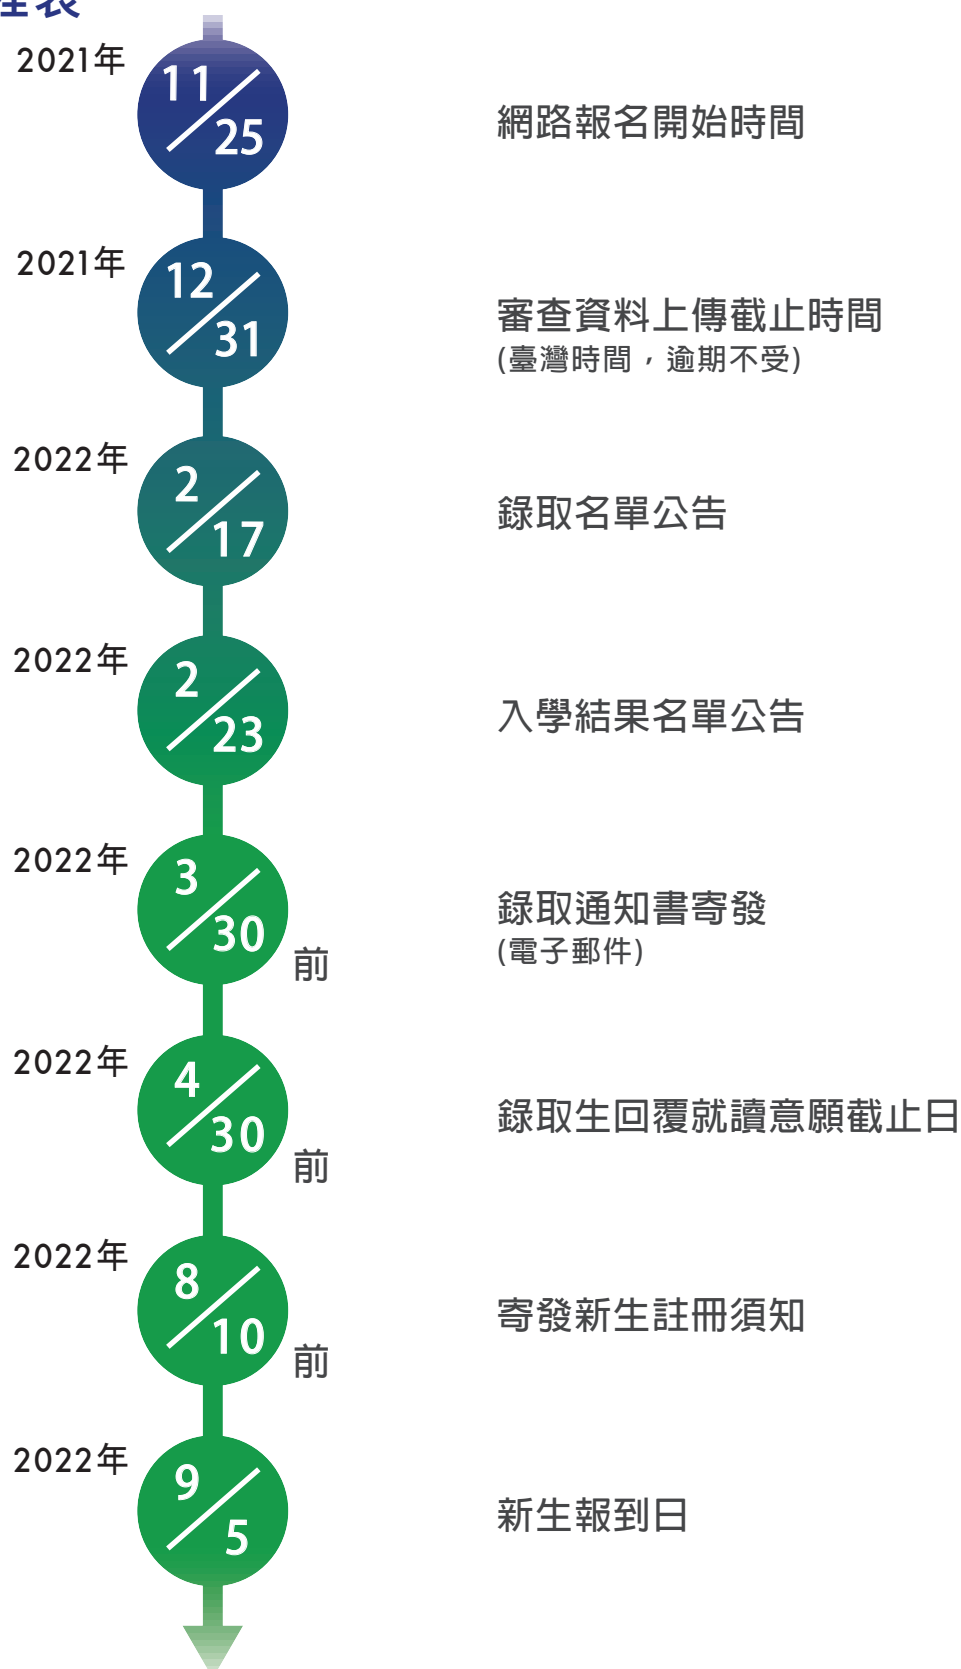 程表
2021年
11/25
網路報名開始時間
2021年
12/31
審查資料上傳截止時間
(臺灣時間，逾期不受)
2022年
2/17
錄取名單公告
2022年
2/23
入學結果名單公告
2022年
3/30 前
錄取通知書寄發
(電子郵件)
2022年
4/30 前
錄取生回覆就讀意願截止日
2022年
8/10 前
寄發新生註冊須知
2022年
9/5
新生報到日